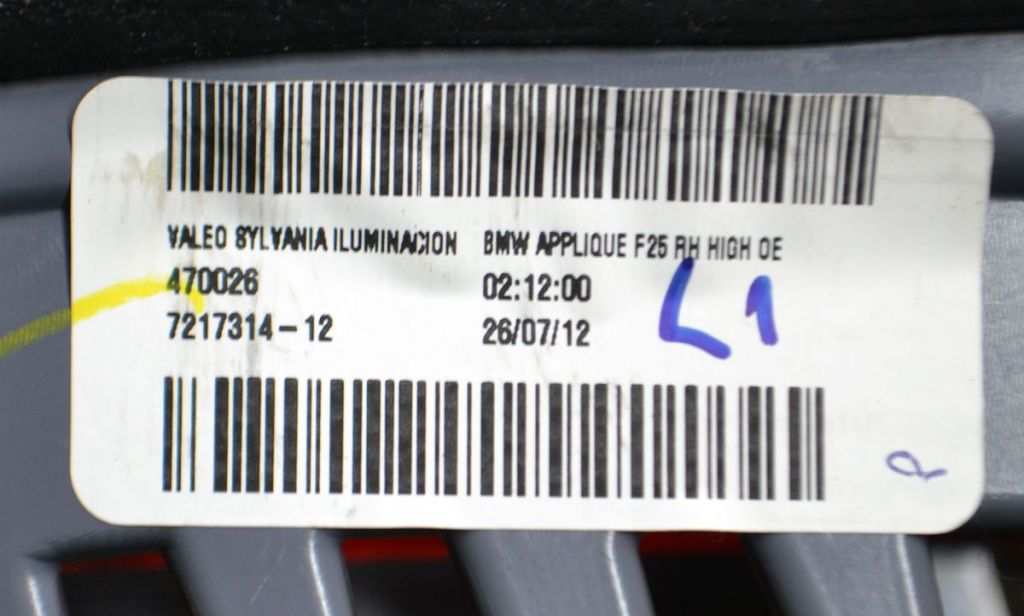 VALEO SYLVANIA ILUMINACION BMW APPLIQUE F25 RH HIGH OE
470026 02:12:00
7217314-12 26/07/12
L1